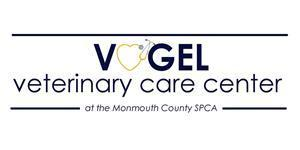 VOGEL
veterinary care center
at the Monmouth County SPCA